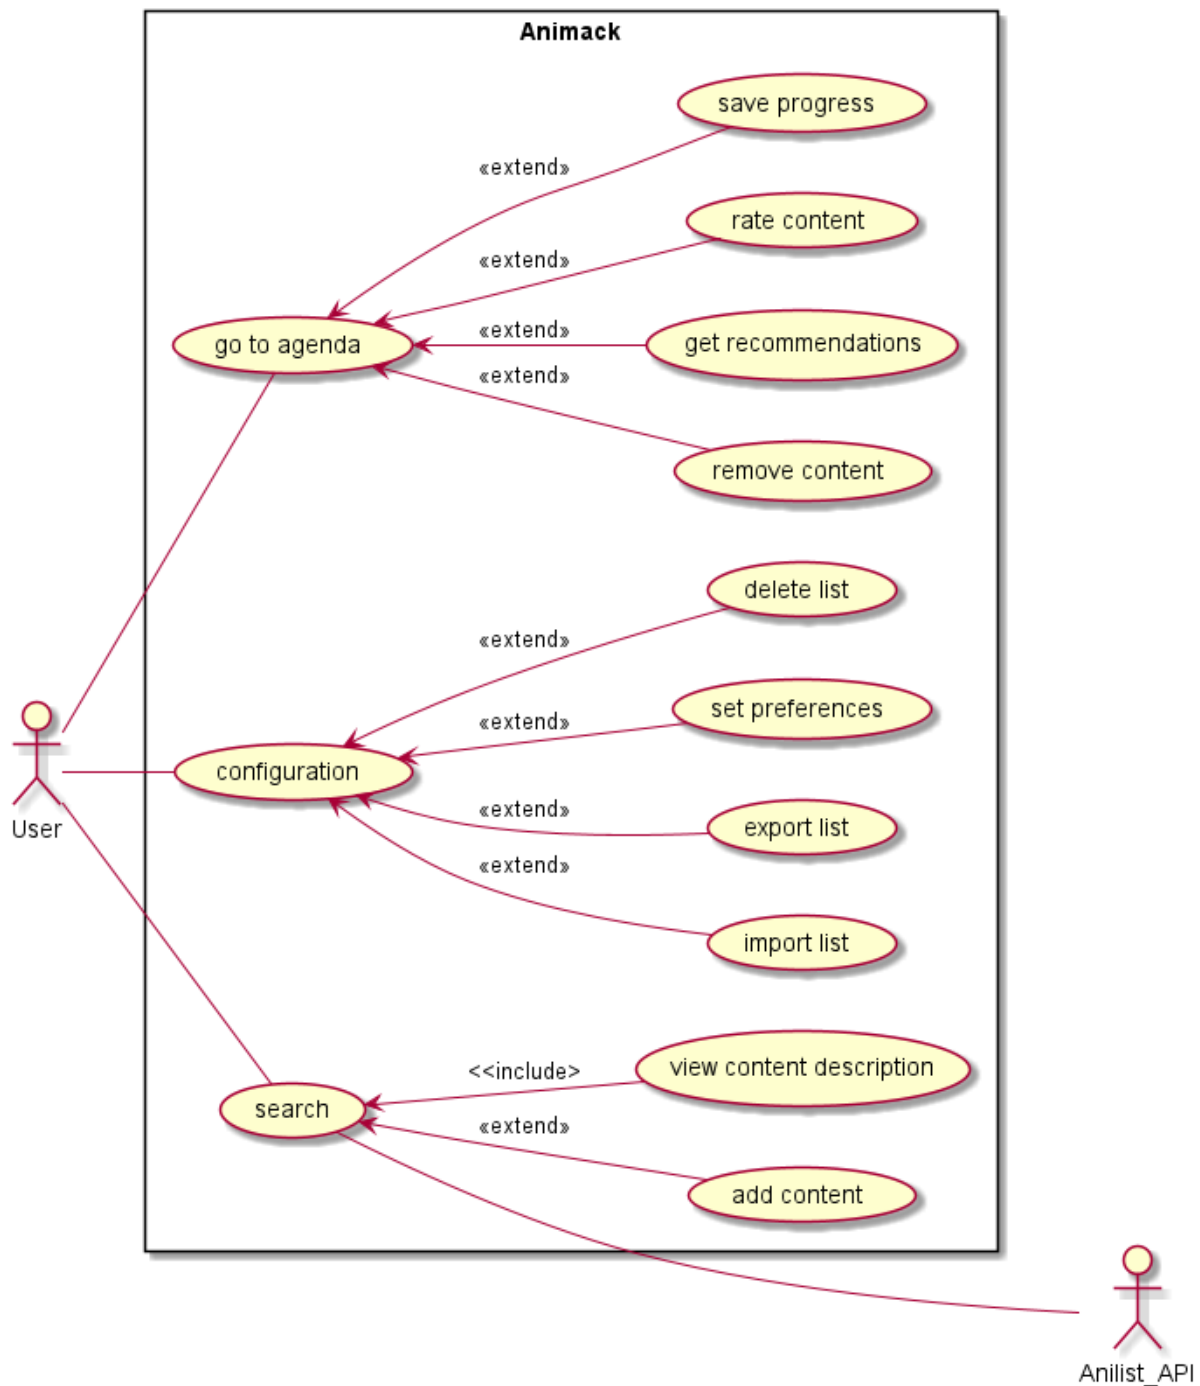 Animack
save progress
«extend»
rate content
«extend»
«extend»
go to agenda
get recommendations
«extend»
remove content
delete list
«extend»
set preferences
«extend»
configuration
User
«extend»
export list
«extend»
import list
view content description
<<include>
search
«extend»
add content
Anilist_API